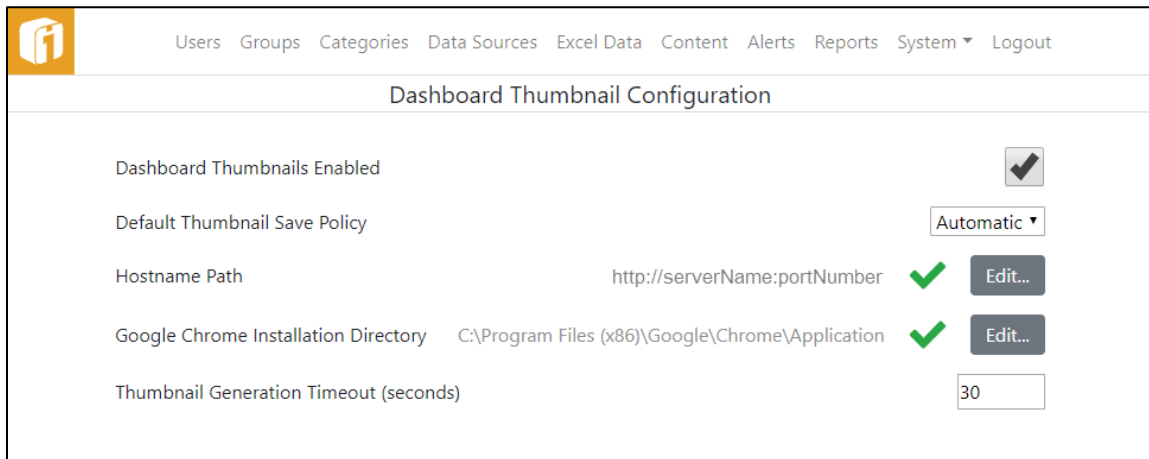 Users Groups Categories Data Sources Excel Data Content Alerts Reports System Logout
Dashboard Thumbnail Configuration
Dashboard Thumbnails Enabled
Default Thumbnail Save Policy Automatic
Hostname Path http://serverName:portNumber Edit...
Google Chrome Installation Directory C:\Program Files (x86)\Google\Chrome\Application Edit...
Thumbnail Generation Timeout (seconds) 30